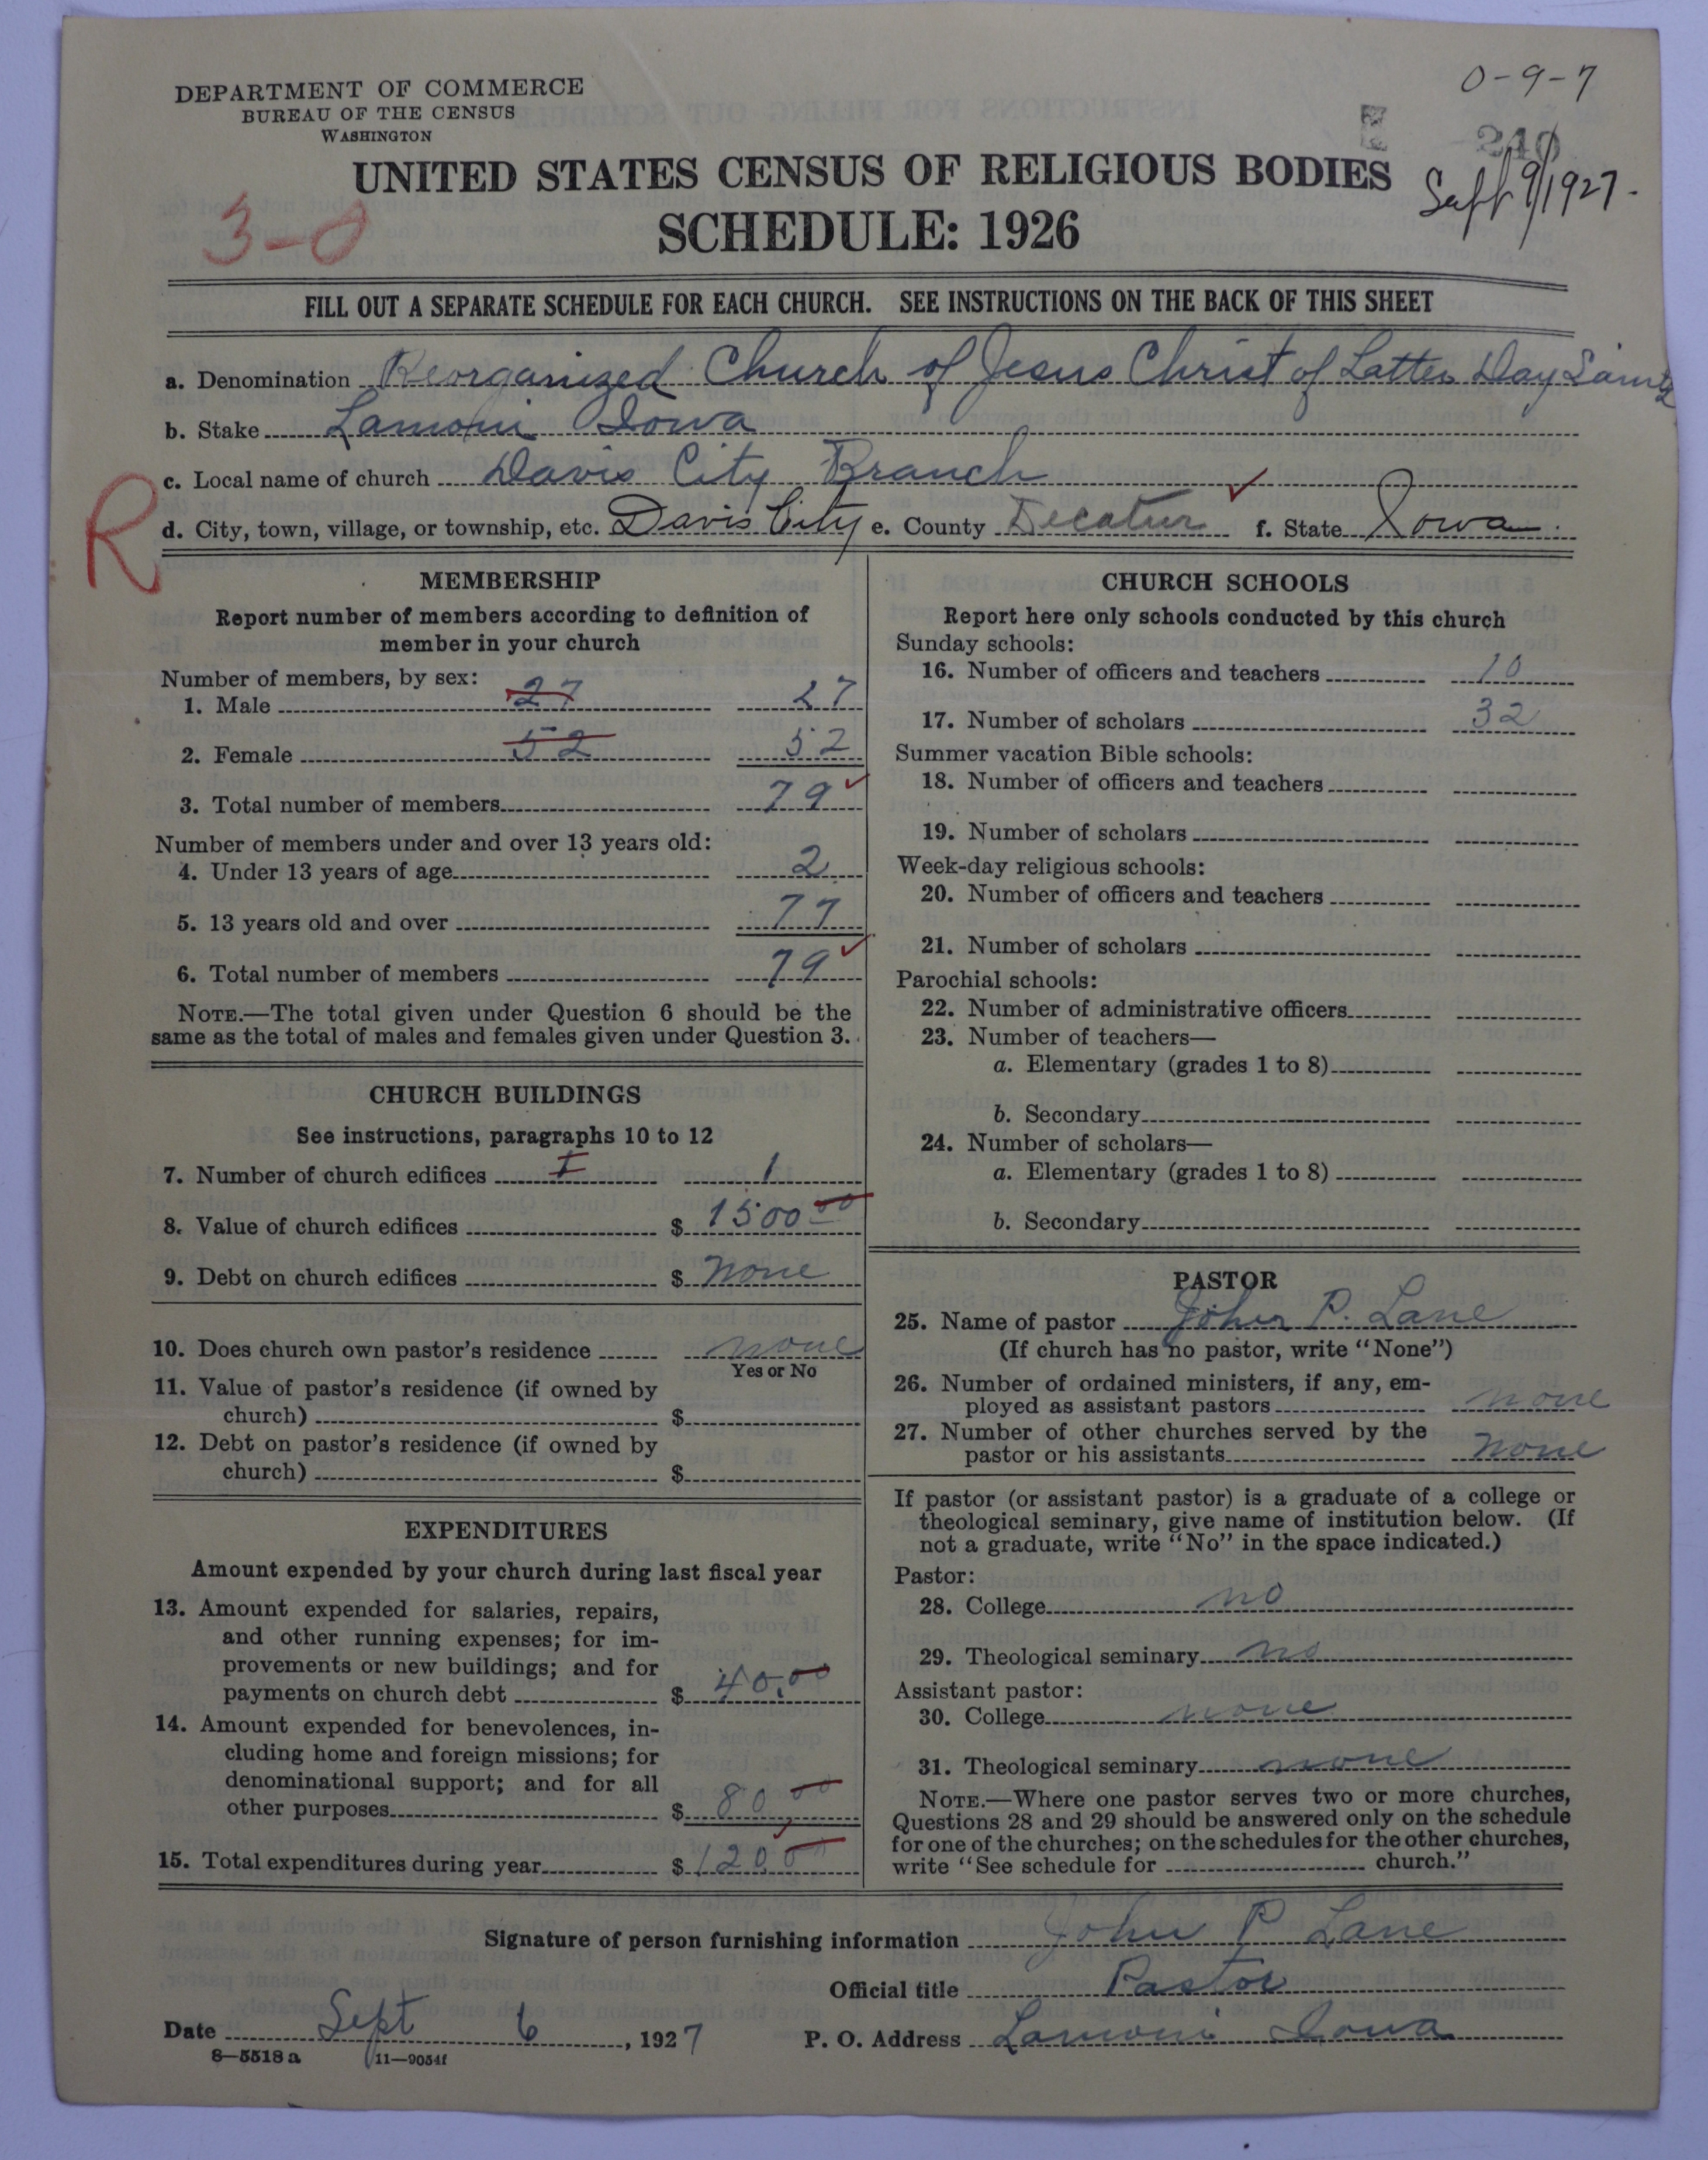 0-9-7
DEPARTMENT OF COMMERCE
BUREAU OF THE CENSUS
WASHINGTON
240
UNITED STATES CENSUS OF RELIGIOUS BODIES
Sept 9/1927.
3-0
SCHEDULE: 1926
FILL OUT A SEPARATE SCHEDULE FOR EACH CHURCH. SEE INSTRUCTIONS ON THE BACK OF THIS SHEET
a. Denomination Reorganized Church of Jesus Christ of Latter Day Saints
b. Stake Lamoni Iowa
c. Local name of church Davis City Branch
R
d. City, town, village, or township, etc. Davis City e. County Decatur f. State Iowa.
MEMBERSHIP
Report number of members according to definition of
member in your church
Number of members, by sex:
1. Male 27 27
2. Female 52 52
3. Total number of members 79
Number of members under and over 13 years old:
4. Under 13 years of age 2
5. 13 years old and over 77
6. Total number of members 79
NOTE.—The total given under Question 6 should be the
same as the total of males and females given under Question 3.
CHURCH BUILDINGS
See instructions, paragraphs 10 to 12
7. Number of church edifices I 1
8. Value of church edifices $ 1500 00
9. Debt on church edifices $ none
10. Does church own pastor's residence none
Yes or No
11. Value of pastor's residence (if owned by
church) $
12. Debt on pastor's residence (if owned by
church) $
EXPENDITURES
Amount expended by your church during last fiscal year
13. Amount expended for salaries, repairs,
and other running expenses; for im-
provements or new buildings; and for
payments on church debt $ 40.00
14. Amount expended for benevolences, in-
cluding home and foreign missions; for
denominational support; and for all
other purposes $ 80 00
15. Total expenditures during year $ 120 00
CHURCH SCHOOLS
Report here only schools conducted by this church
Sunday schools:
16. Number of officers and teachers 10
17. Number of scholars 32
Summer vacation Bible schools:
18. Number of officers and teachers
19. Number of scholars
Week-day religious schools:
20. Number of officers and teachers
21. Number of scholars
Parochial schools:
22. Number of administrative officers
23. Number of teachers—
a. Elementary (grades 1 to 8)
b. Secondary
24. Number of scholars—
a. Elementary (grades 1 to 8)
b. Secondary
PASTOR
25. Name of pastor John P. Lane
(If church has no pastor, write "None")
26. Number of ordained ministers, if any, em-
ployed as assistant pastors none
27. Number of other churches served by the
pastor or his assistants none
If pastor (or assistant pastor) is a graduate of a college or
theological seminary, give name of institution below. (If
not a graduate, write "No" in the space indicated.)
Pastor:
28. College no
29. Theological seminary no
Assistant pastor:
30. College none
31. Theological seminary none
NOTE.—Where one pastor serves two or more churches,
Questions 28 and 29 should be answered only on the schedule
for one of the churches; on the schedules for the other churches,
write "See schedule for church."
Signature of person furnishing information John P Lane
Official title Pastor
Date Sept 6, 1927 P. O. Address Lamoni Iowa
8—5518 a 11—9054f